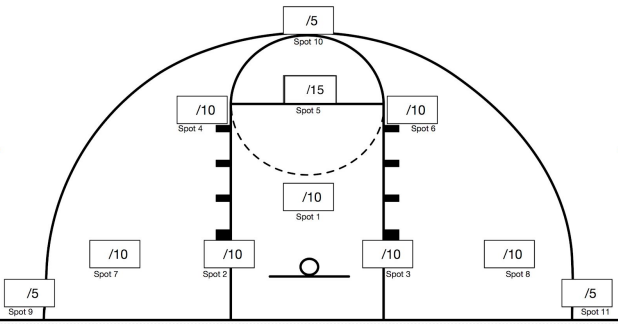 /5
Spot 10
/15
Spot 5
/10
Spot 4
/10
Spot 6
/10
Spot 1
/10
Spot 7
/10
Spot 2
/10
Spot 3
/10
Spot 8
/5
Spot 9
/5
Spot 11